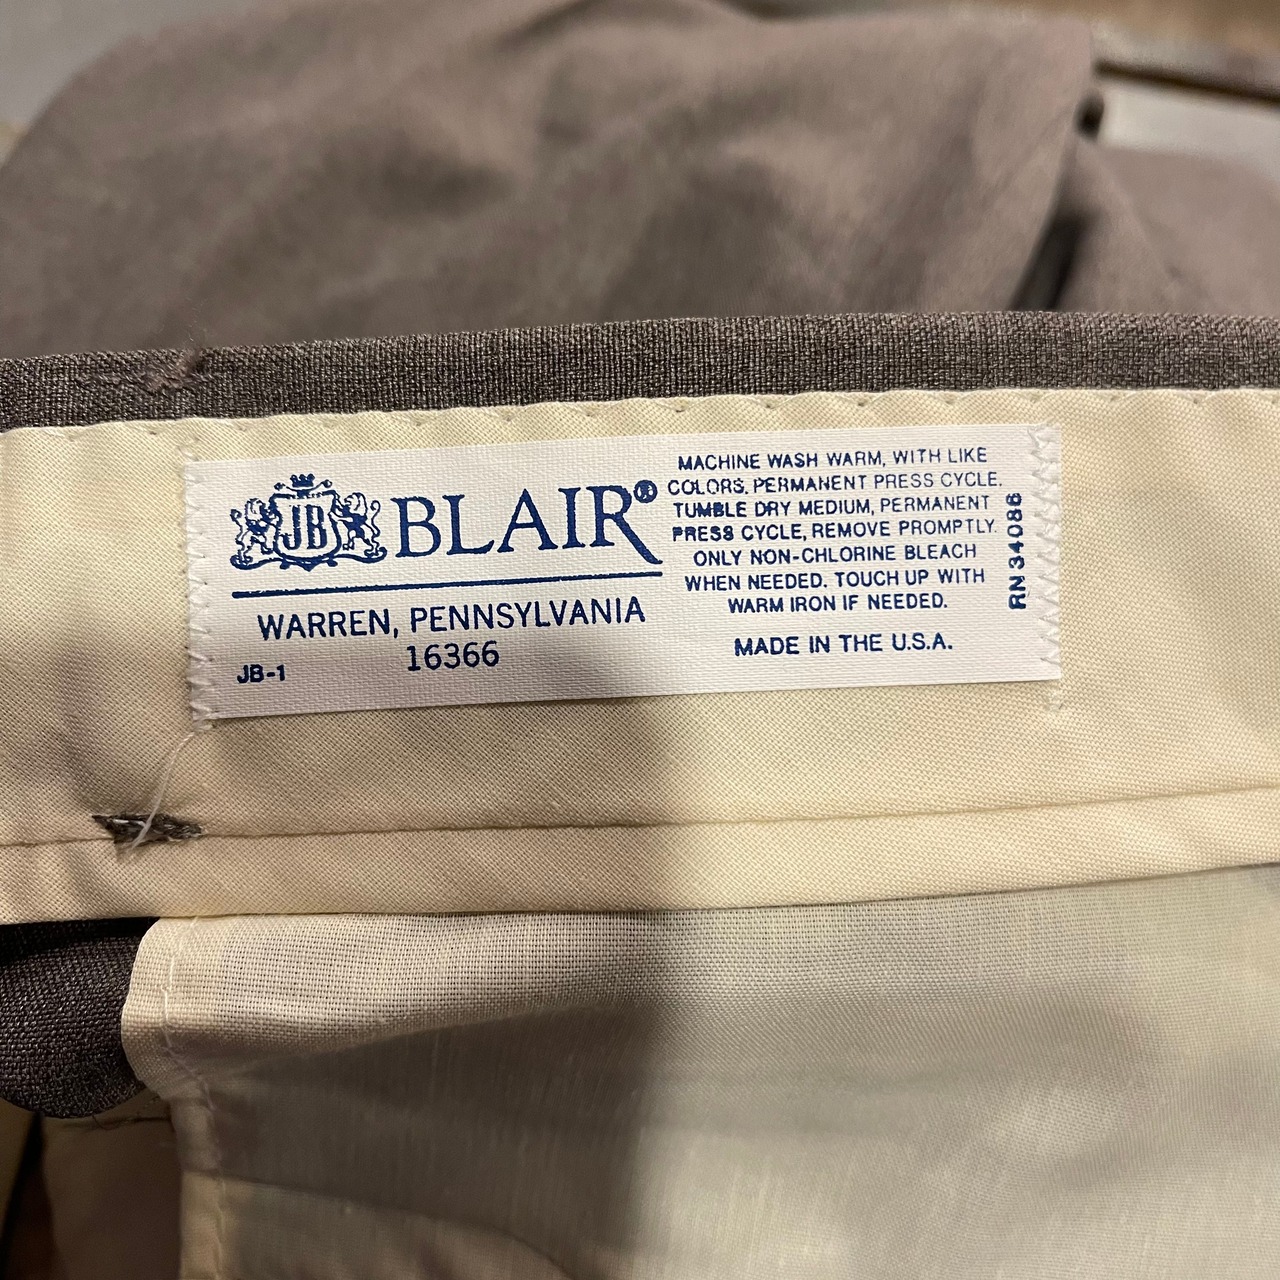 JB BLAIR®
WARREN, PENNSYLVANIA
16366
JB-1
MACHINE WASH WARM, WITH LIKE
COLORS. PERMANENT PRESS CYCLE.
TUMBLE DRY MEDIUM, PERMANENT
PRESS CYCLE, REMOVE PROMPTLY.
ONLY NON-CHLORINE BLEACH
WHEN NEEDED. TOUCH UP WITH
WARM IRON IF NEEDED.
MADE IN THE U.S.A.
RN 34086